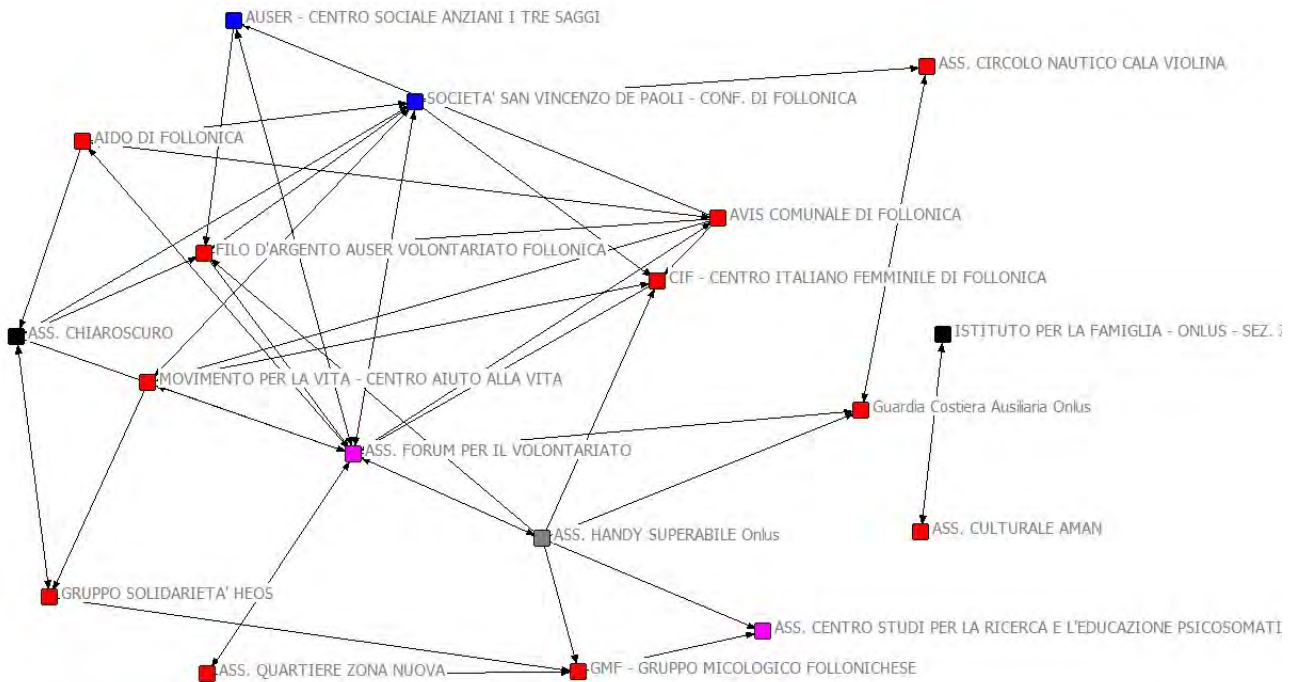 AUSER - CENTRO SOCIALE ANZIANI I TRE SAGGI
ASS. CIRCOLO NAUTICO CALA VIOLINA
SOCIETA' SAN VINCENZO DE PAOLI - CONF. DI FOLLONICA
AIDO DI FOLLONICA
AVIS COMUNALE DI FOLLONICA
FILO D'ARGENTO AUSER VOLONTARIATO FOLLONICA
CIF - CENTRO ITALIANO FEMMINILE DI FOLLONICA
ASS. CHIAROSCURO
ISTITUTO PER LA FAMIGLIA - ONLUS - SEZ.
MOVIMENTO PER LA VITA - CENTRO AIUTO ALLA VITA
Guardia Costiera Ausiliaria Onlus
ASS. FORUM PER IL VOLONTARIATO
ASS. CULTURALE AMAN
ASS. HANDY SUPERABILE Onlus
GRUPPO SOLIDARIETA' HEOS
ASS. CENTRO STUDI PER LA RICERCA E L'EDUCAZIONE PSICOSOMATI
ASS. QUARTIERE ZONA NUOVA
GMF - GRUPPO MICOLOGICO FOLLONICHESE